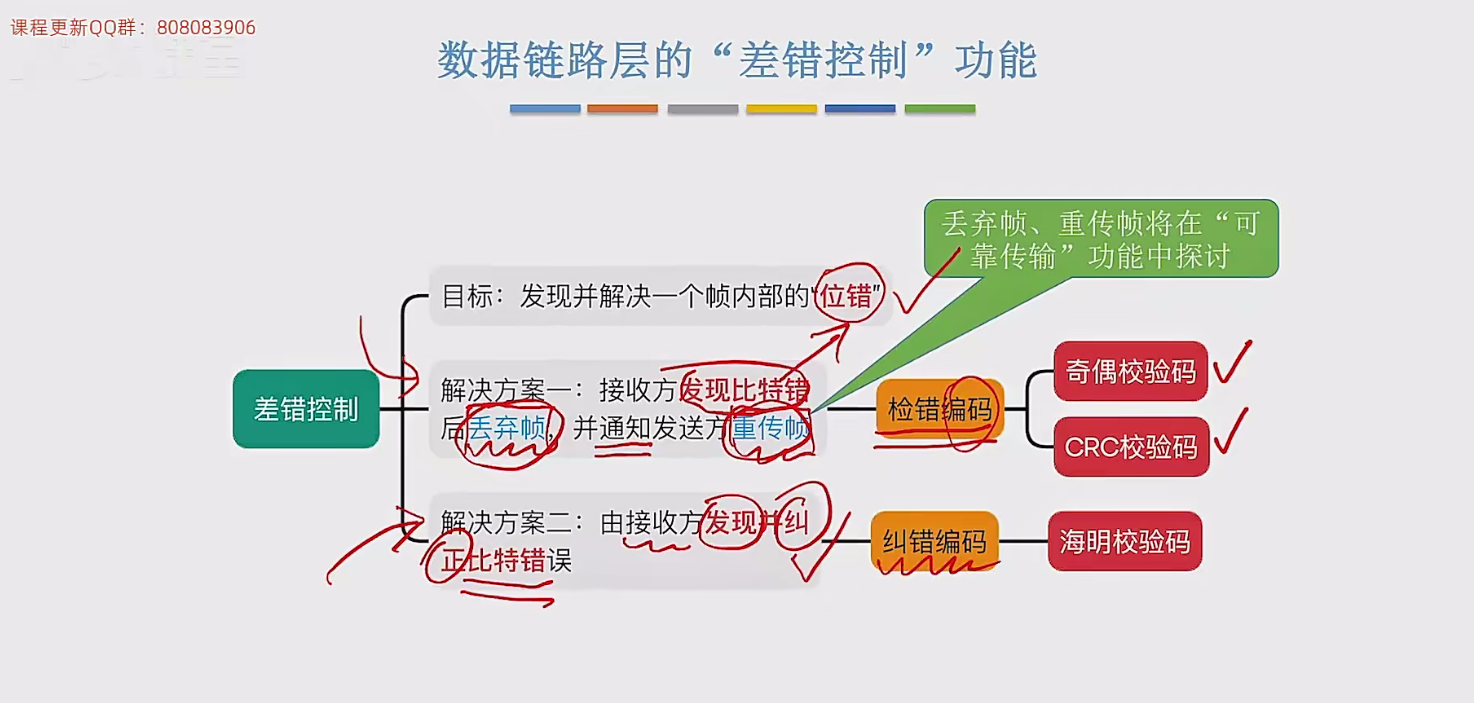 课程更新QQ群：808083906
数据链路层的“差错控制”功能
丢弃帧、重传帧将在“可
靠传输”功能中探讨
目标：发现并解决一个帧内部的“位错”
差错控制
解决方案一：接收方发现比特错
后丢弃帧，并通知发送方重传帧
检错编码
奇偶校验码
CRC校验码
解决方案二：由接收方发现并纠
正比特错误
纠错编码
海明校验码